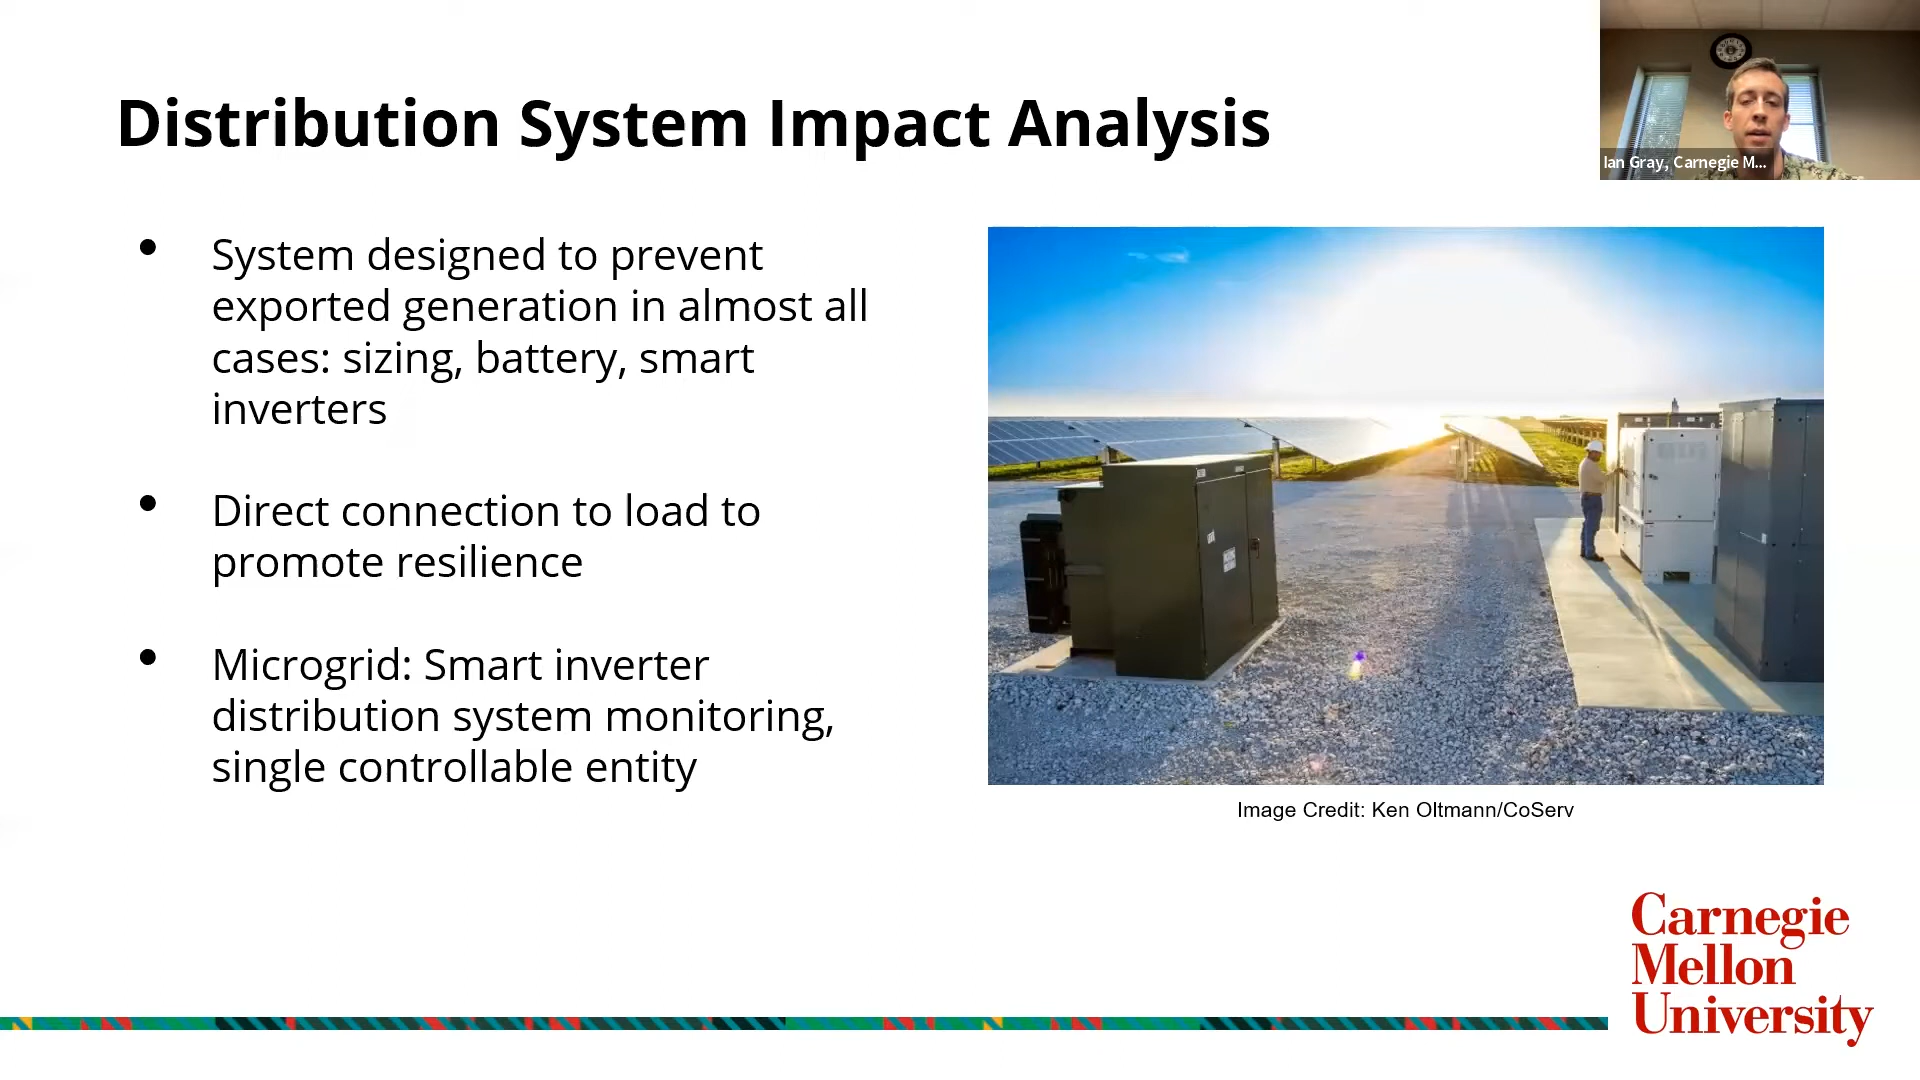 Distribution System Impact Analysis
Ian Gray, Carnegie M...
• System designed to prevent
exported generation in almost all
cases: sizing, battery, smart
inverters
• Direct connection to load to
promote resilience
• Microgrid: Smart inverter
distribution system monitoring,
single controllable entity
Image Credit: Ken Oltmann/CoServ
Carnegie
Mellon
University